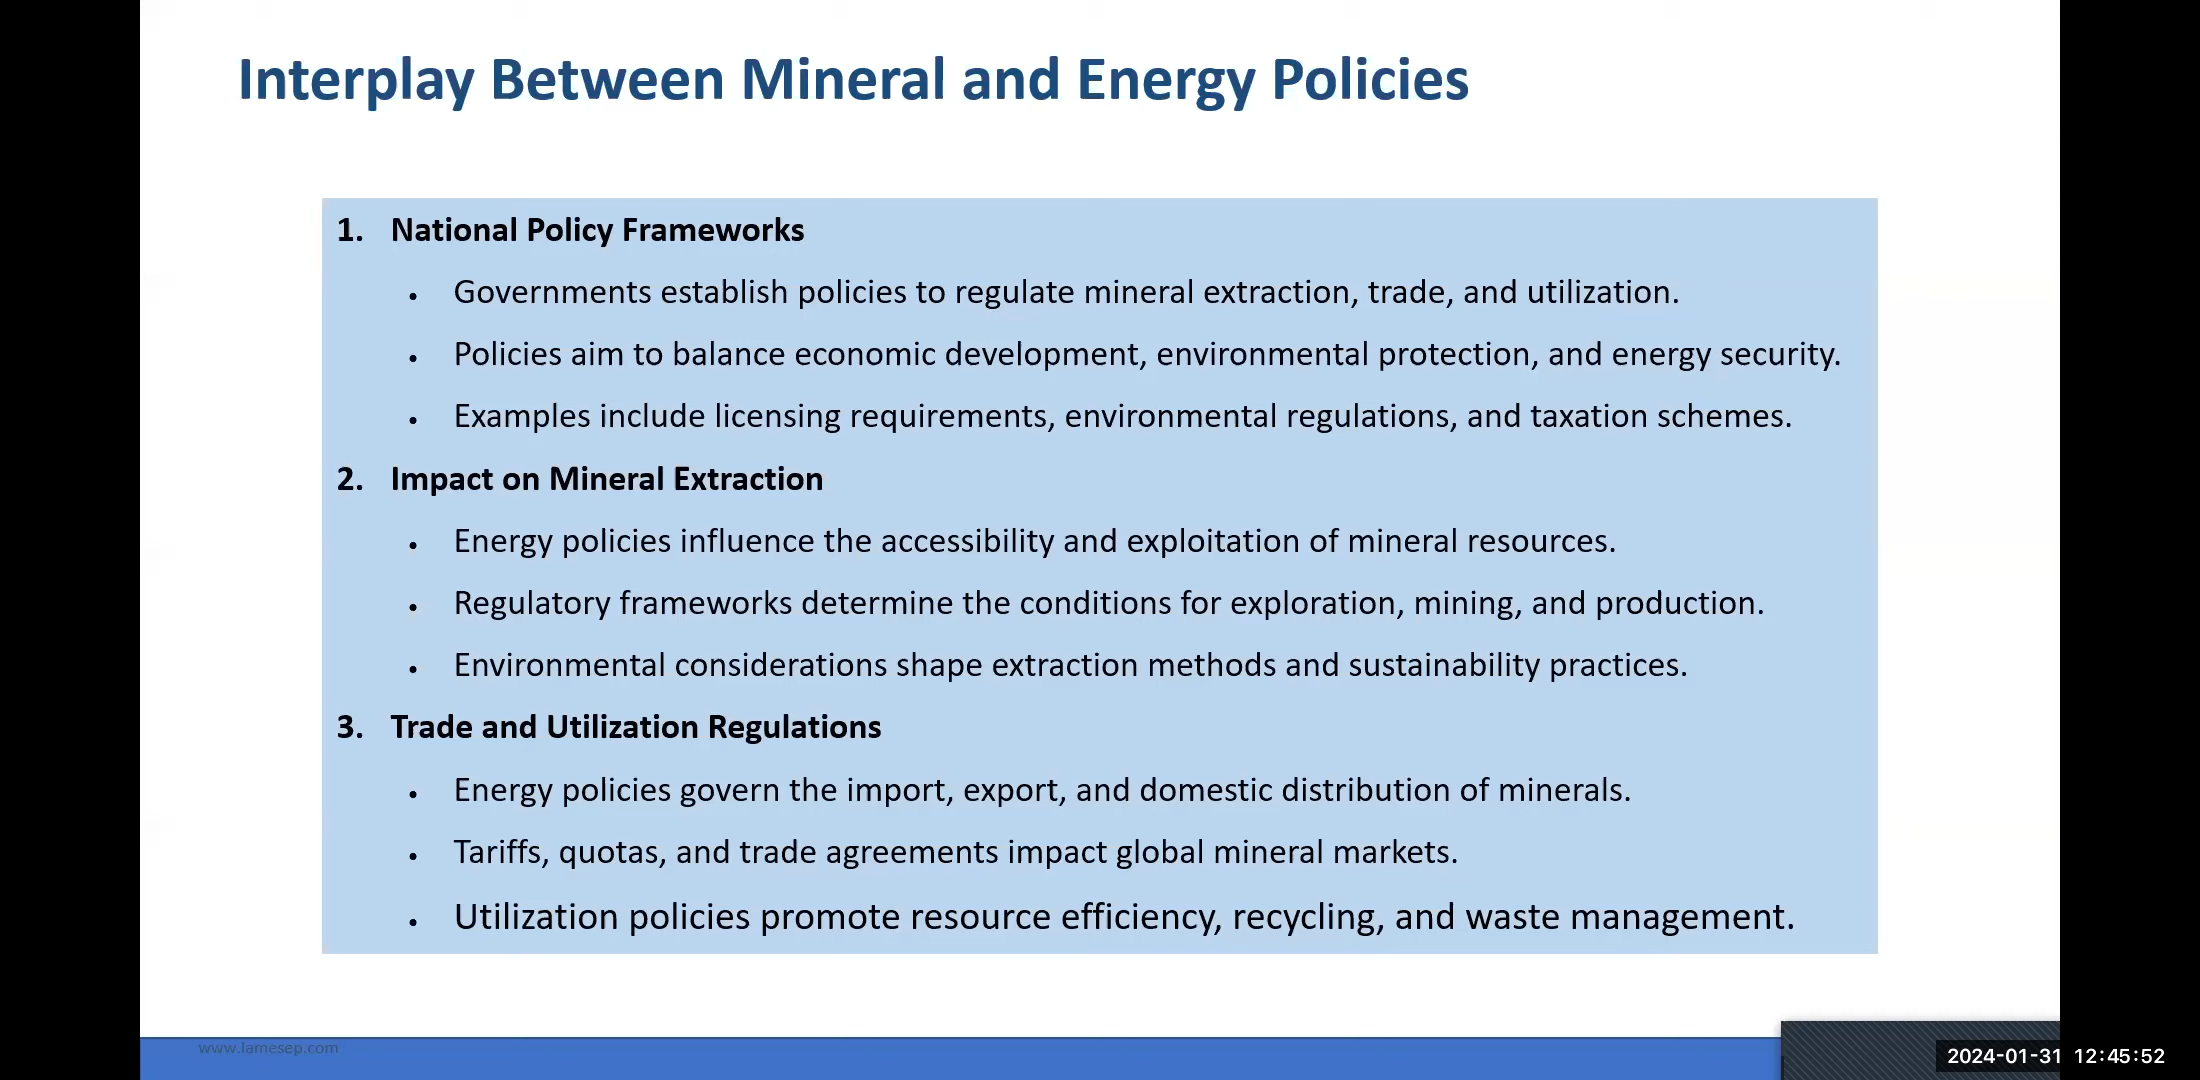 Interplay Between Mineral and Energy Policies
1. National Policy Frameworks
• Governments establish policies to regulate mineral extraction, trade, and utilization.
• Policies aim to balance economic development, environmental protection, and energy security.
• Examples include licensing requirements, environmental regulations, and taxation schemes.
2. Impact on Mineral Extraction
• Energy policies influence the accessibility and exploitation of mineral resources.
• Regulatory frameworks determine the conditions for exploration, mining, and production.
• Environmental considerations shape extraction methods and sustainability practices.
3. Trade and Utilization Regulations
• Energy policies govern the import, export, and domestic distribution of minerals.
• Tariffs, quotas, and trade agreements impact global mineral markets.
• Utilization policies promote resource efficiency, recycling, and waste management.
www.lamesep.com
2024-01-31 12:45:52